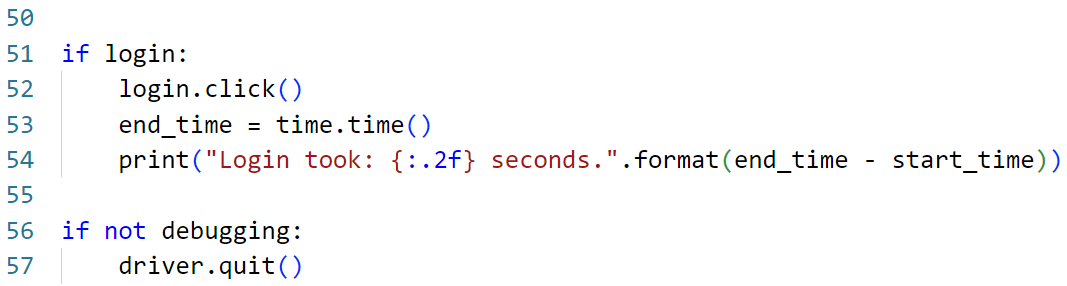 50
51 if login:
52     login.click()
53     end_time = time.time()
54     print("Login took: {:.2f} seconds.".format(end_time - start_time))
55
56 if not debugging:
57     driver.quit()